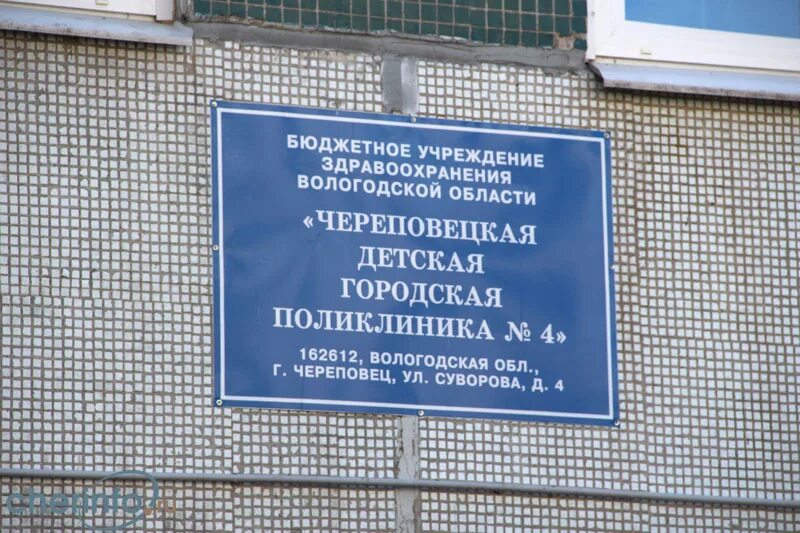 БЮДЖЕТНОЕ УЧРЕЖДЕНИЕ
ЗДРАВООХРАНЕНИЯ
ВОЛОГОДСКОЙ ОБЛАСТИ
«ЧЕРЕПОВЕЦКАЯ
ДЕТСКАЯ
ГОРОДСКАЯ
ПОЛИКЛИНИКА № 4»
162612, ВОЛОГОДСКАЯ ОБЛ.,
Г. ЧЕРЕПОВЕЦ, УЛ. СУВОРОВА, Д. 4
cherinfo.ru